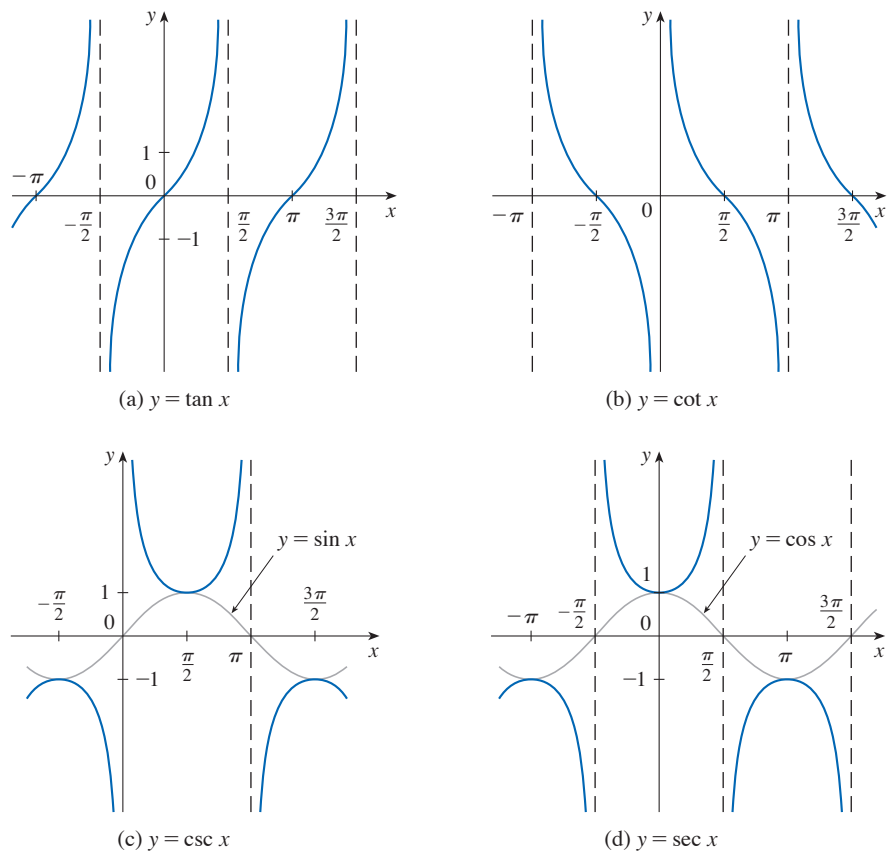 y
1
−π
0
−π/2
π/2
π
3π/2
x
−1
(a) y = tan x
y
−π
−π/2
0
π/2
π
3π/2
x
(b) y = cot x
y
y = sin x
−π/2
1
3π/2
0
π/2
π
x
−1
(c) y = csc x
y
y = cos x
1
−π
−π/2
0
3π/2
π/2
π
x
−1
(d) y = sec x